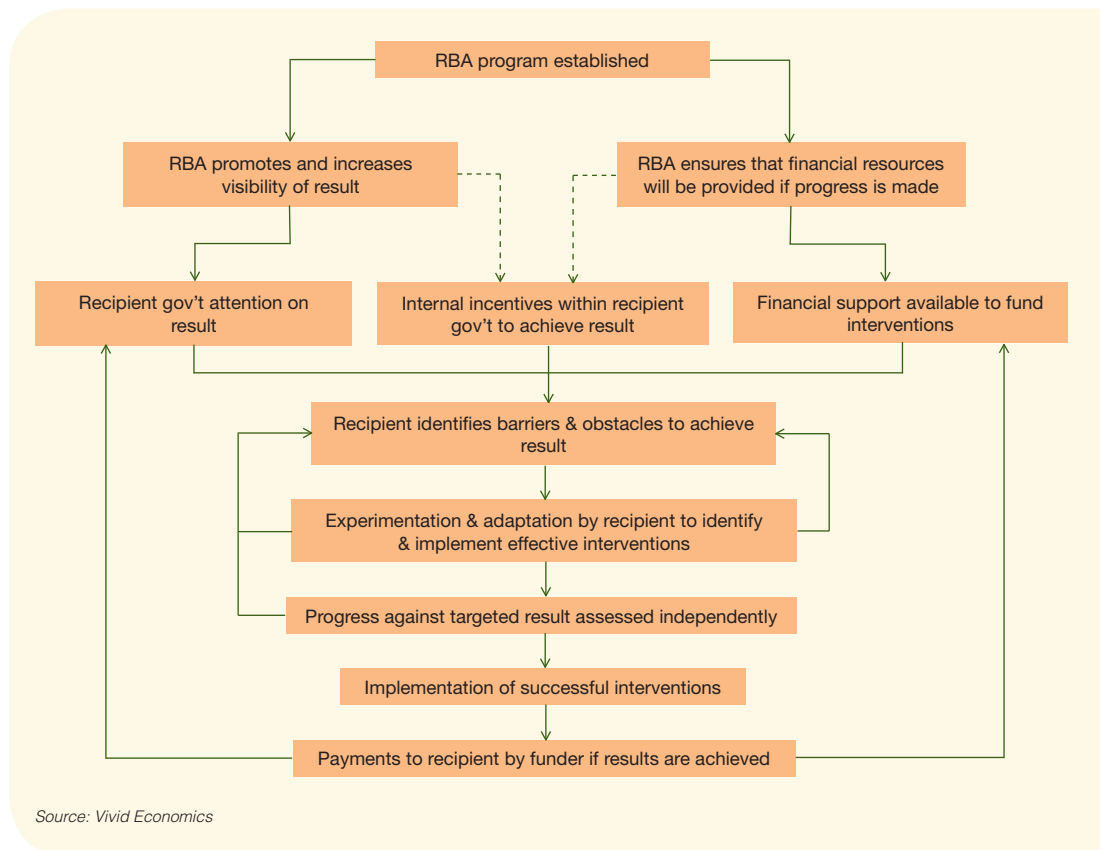 RBA program established
RBA promotes and increases
visibility of result
RBA ensures that financial resources
will be provided if progress is made
Recipient gov't attention on
result
Internal incentives within recipient
gov't to achieve result
Financial support available to fund
interventions
Recipient identifies barriers & obstacles to achieve
result
Experimentation & adaptation by recipient to identify
& implement effective interventions
Progress against targeted result assessed independently
Implementation of successful interventions
Payments to recipient by funder if results are achieved
Source: Vivid Economics